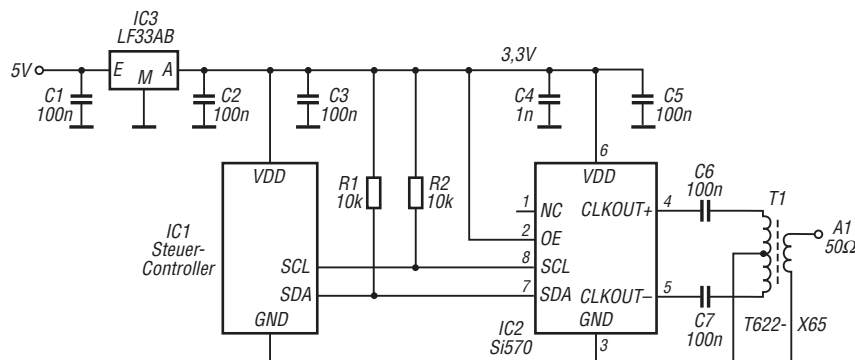 IC3
LF33AB
5V
E
M
A
3,3V
C1
100n
C2
100n
C3
100n
C4
1n
C5
100n
6
VDD
VDD
R1
10k
R2
10k
C6
100n
T1
1
NC
CLKOUT+
4
A1
50Ω
IC1
Steuer-
Controller
2
OE
SCL
8
SCL
SDA
7
SDA
CLKOUT–
5
GND
GND
C7
100n
T622-
X65
IC2
Si570
3